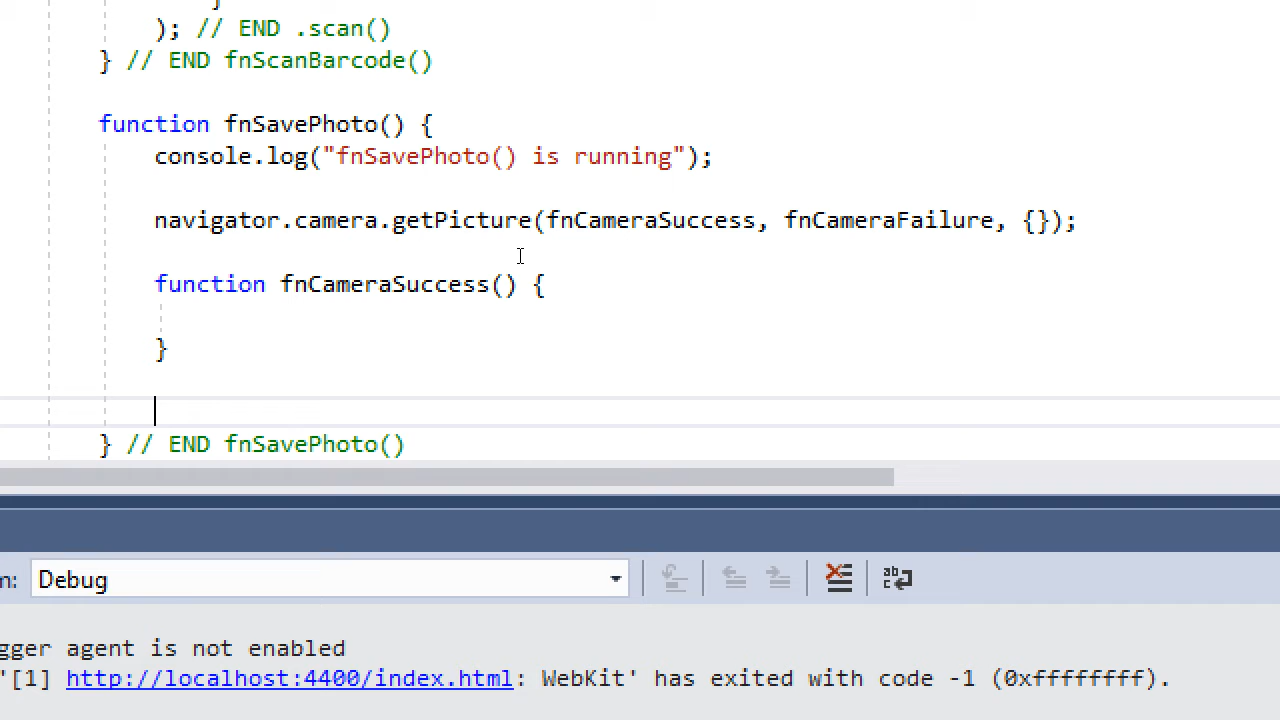 ); // END .scan()
} // END fnScanBarcode()
function fnSavePhoto() {
console.log("fnSavePhoto() is running");
navigator.camera.getPicture(fnCameraSuccess, fnCameraFailure, {});
function fnCameraSuccess() {
}
} // END fnSavePhoto()
m: Debug
gger agent is not enabled
'[1] http://localhost:4400/index.html: WebKit' has exited with code -1 (0xffffffff).